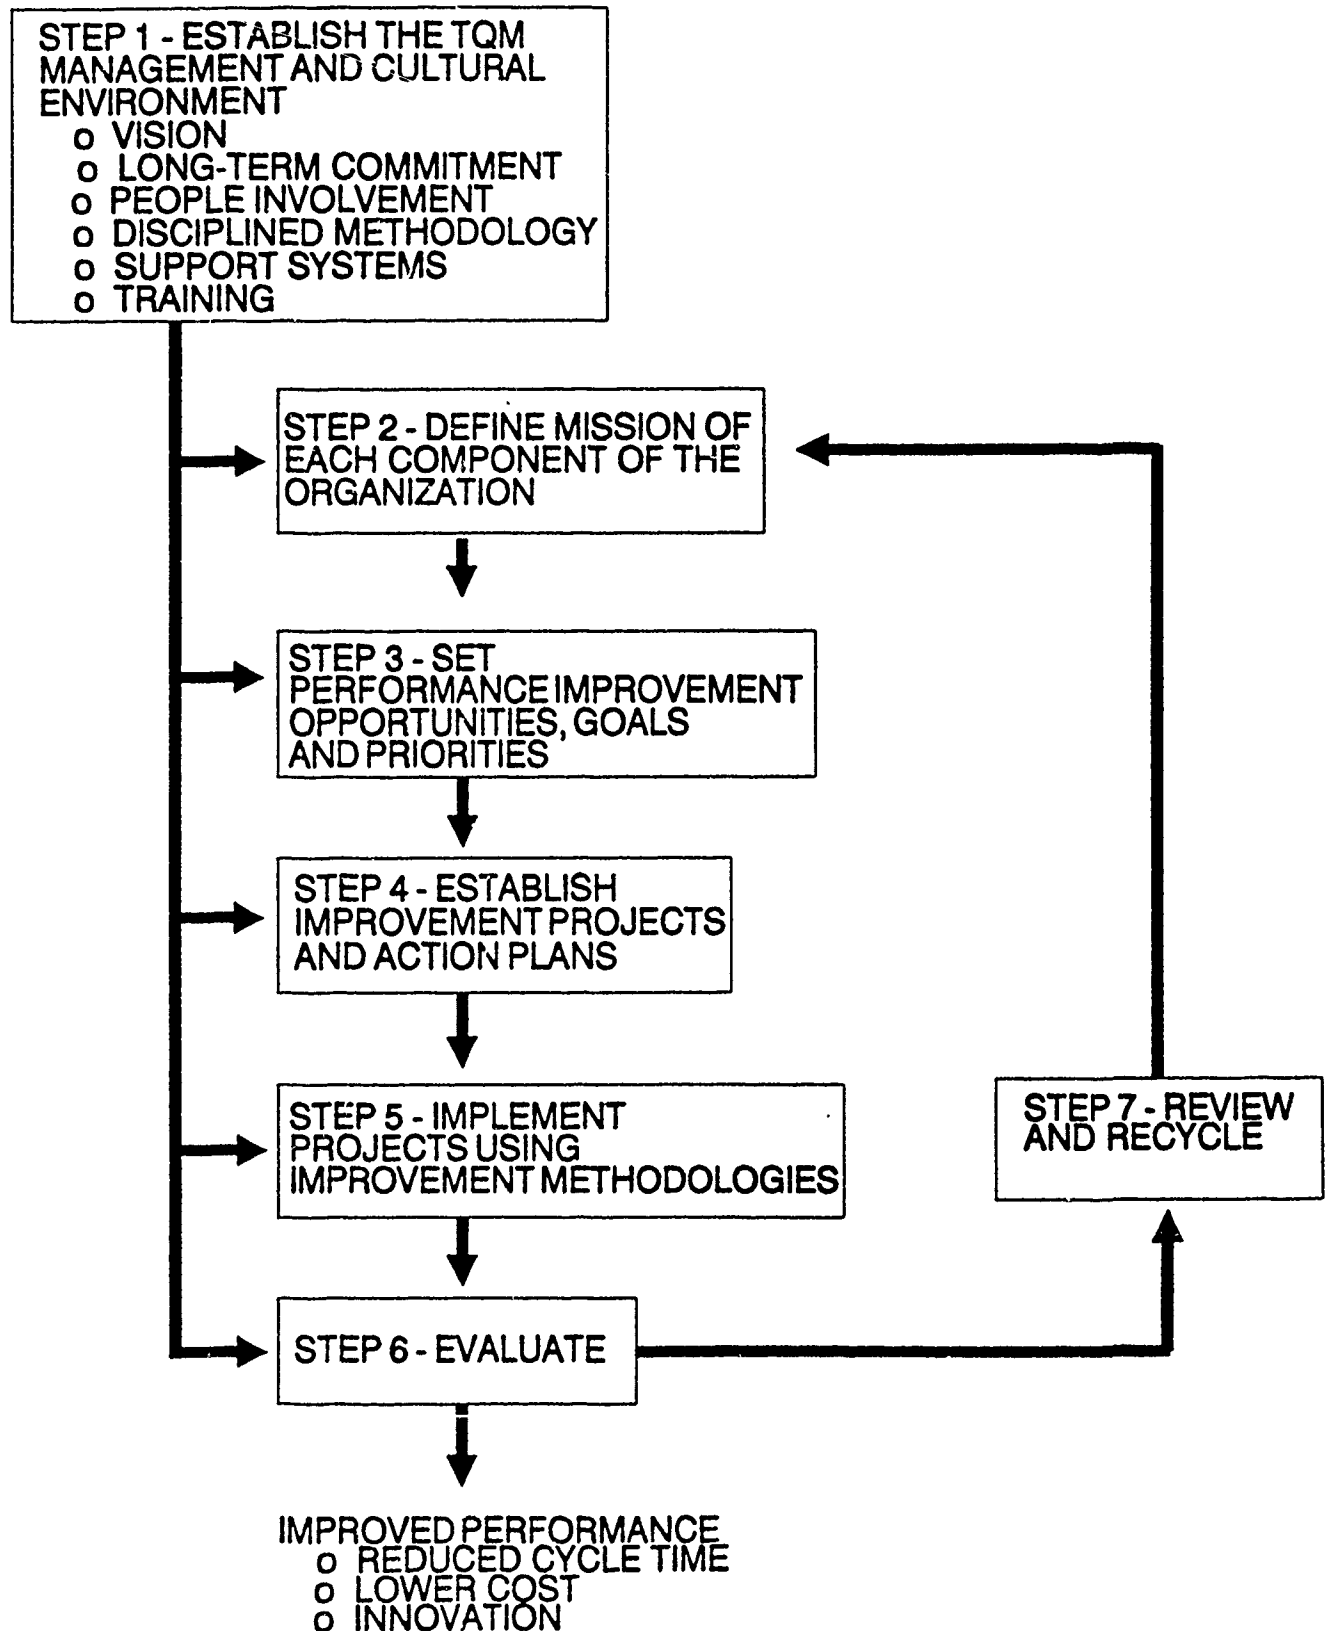 STEP 1 - ESTABLISH THE TQM
MANAGEMENT AND CULTURAL
ENVIRONMENT
o VISION
o LONG-TERM COMMITMENT
o PEOPLE INVOLVEMENT
o DISCIPLINED METHODOLOGY
o SUPPORT SYSTEMS
o TRAINING
STEP 2 - DEFINE MISSION OF
EACH COMPONENT OF THE
ORGANIZATION
STEP 3 - SET
PERFORMANCE IMPROVEMENT
OPPORTUNITIES, GOALS
AND PRIORITIES
STEP 4 - ESTABLISH
IMPROVEMENT PROJECTS
AND ACTION PLANS
STEP 5 - IMPLEMENT
PROJECTS USING
IMPROVEMENT METHODOLOGIES
STEP 7 - REVIEW
AND RECYCLE
STEP 6 - EVALUATE
IMPROVED PERFORMANCE
o REDUCED CYCLE TIME
o LOWER COST
o INNOVATION